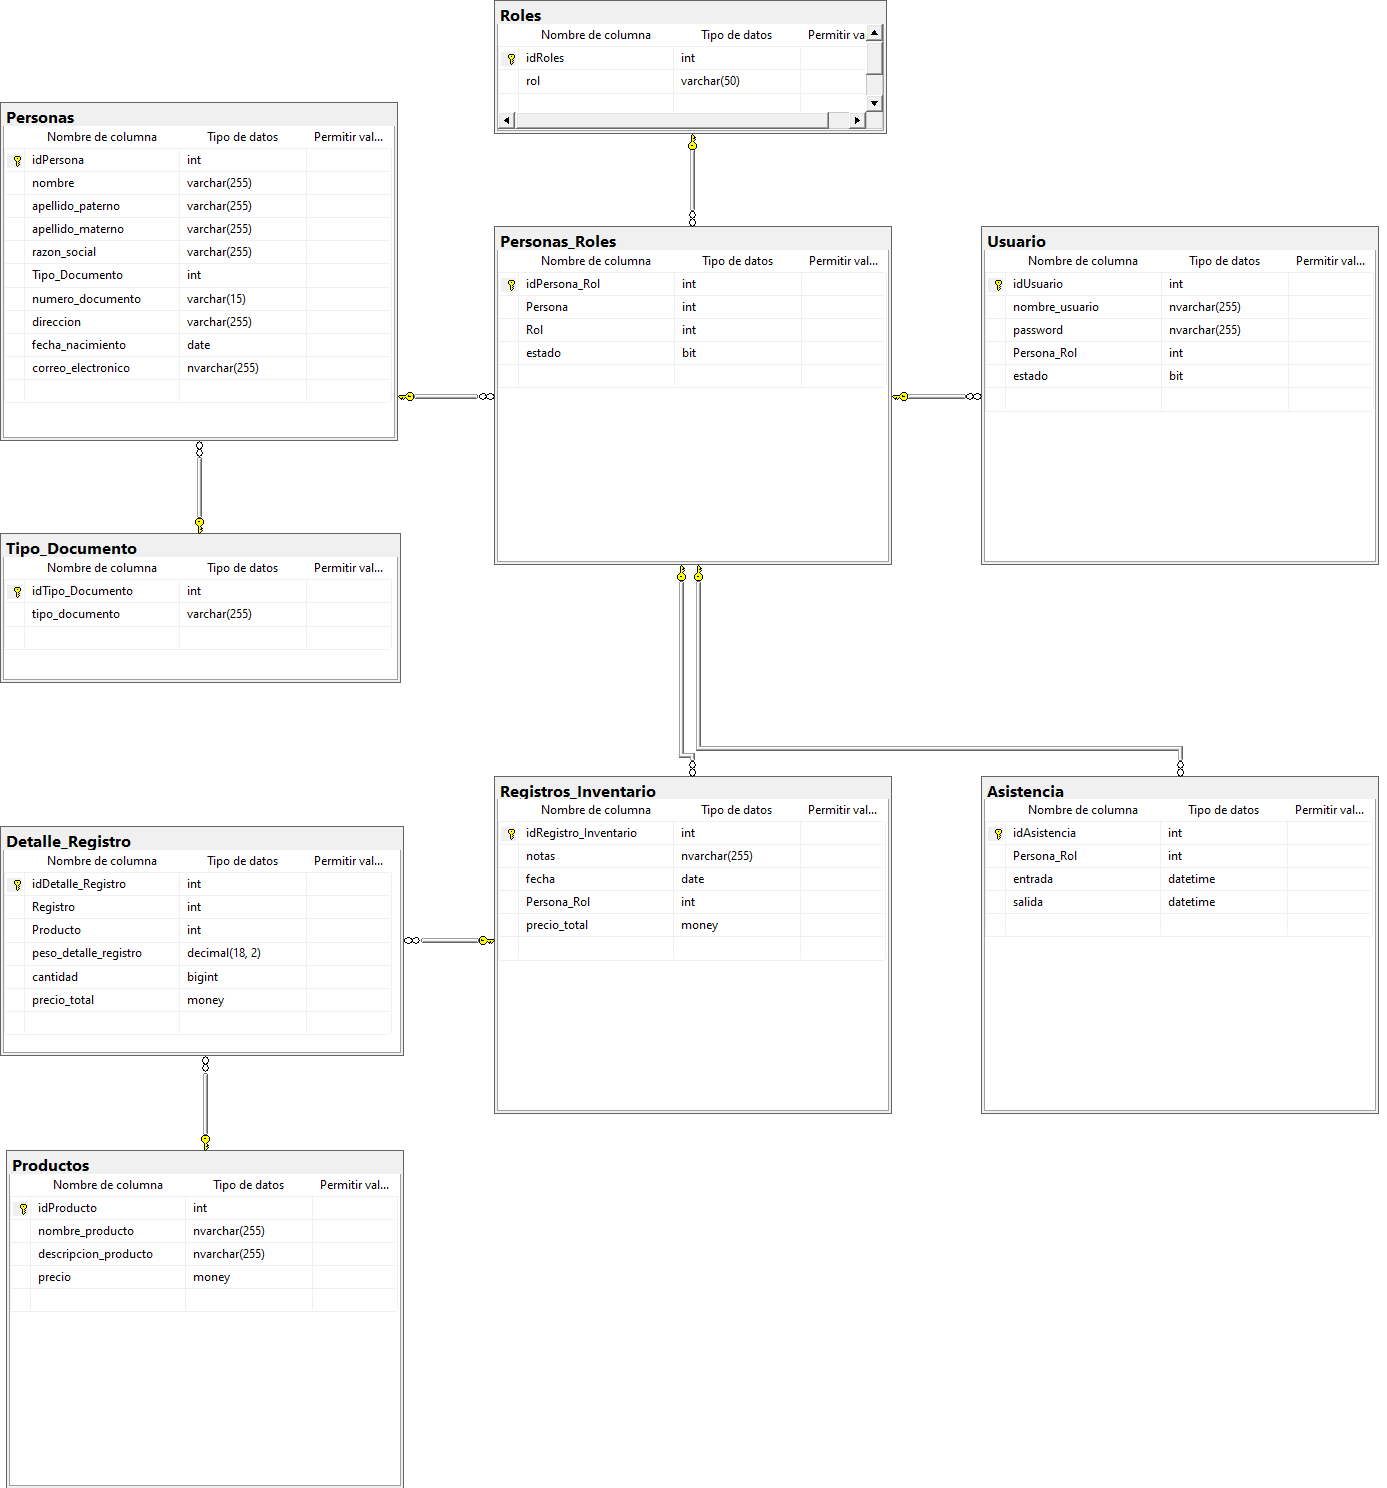 Roles
Nombre de columna Tipo de datos Permitir va
idRoles int
rol varchar(50)
Personas
Nombre de columna Tipo de datos Permitir val...
idPersona int
nombre varchar(255)
apellido_paterno varchar(255)
apellido_materno varchar(255)
razon_social varchar(255)
Tipo_Documento int
numero_documento varchar(15)
direccion varchar(255)
fecha_nacimiento date
correo_electronico nvarchar(255)
Personas_Roles
Nombre de columna Tipo de datos Permitir val...
idPersona_Rol int
Persona int
Rol int
estado bit
Usuario
Nombre de columna Tipo de datos Permitir val...
idUsuario int
nombre_usuario nvarchar(255)
password nvarchar(255)
Persona_Rol int
estado bit
Tipo_Documento
Nombre de columna Tipo de datos Permitir val...
idTipo_Documento int
tipo_documento varchar(255)
Registros_Inventario
Nombre de columna Tipo de datos Permitir val...
idRegistro_Inventario int
notas nvarchar(255)
fecha date
Persona_Rol int
precio_total money
Asistencia
Nombre de columna Tipo de datos Permitir val...
idAsistencia int
Persona_Rol int
entrada datetime
salida datetime
Detalle_Registro
Nombre de columna Tipo de datos Permitir val...
idDetalle_Registro int
Registro int
Producto int
peso_detalle_registro decimal(18, 2)
cantidad bigint
precio_total money
Productos
Nombre de columna Tipo de datos Permitir val...
idProducto int
nombre_producto nvarchar(255)
descripcion_producto nvarchar(255)
precio money